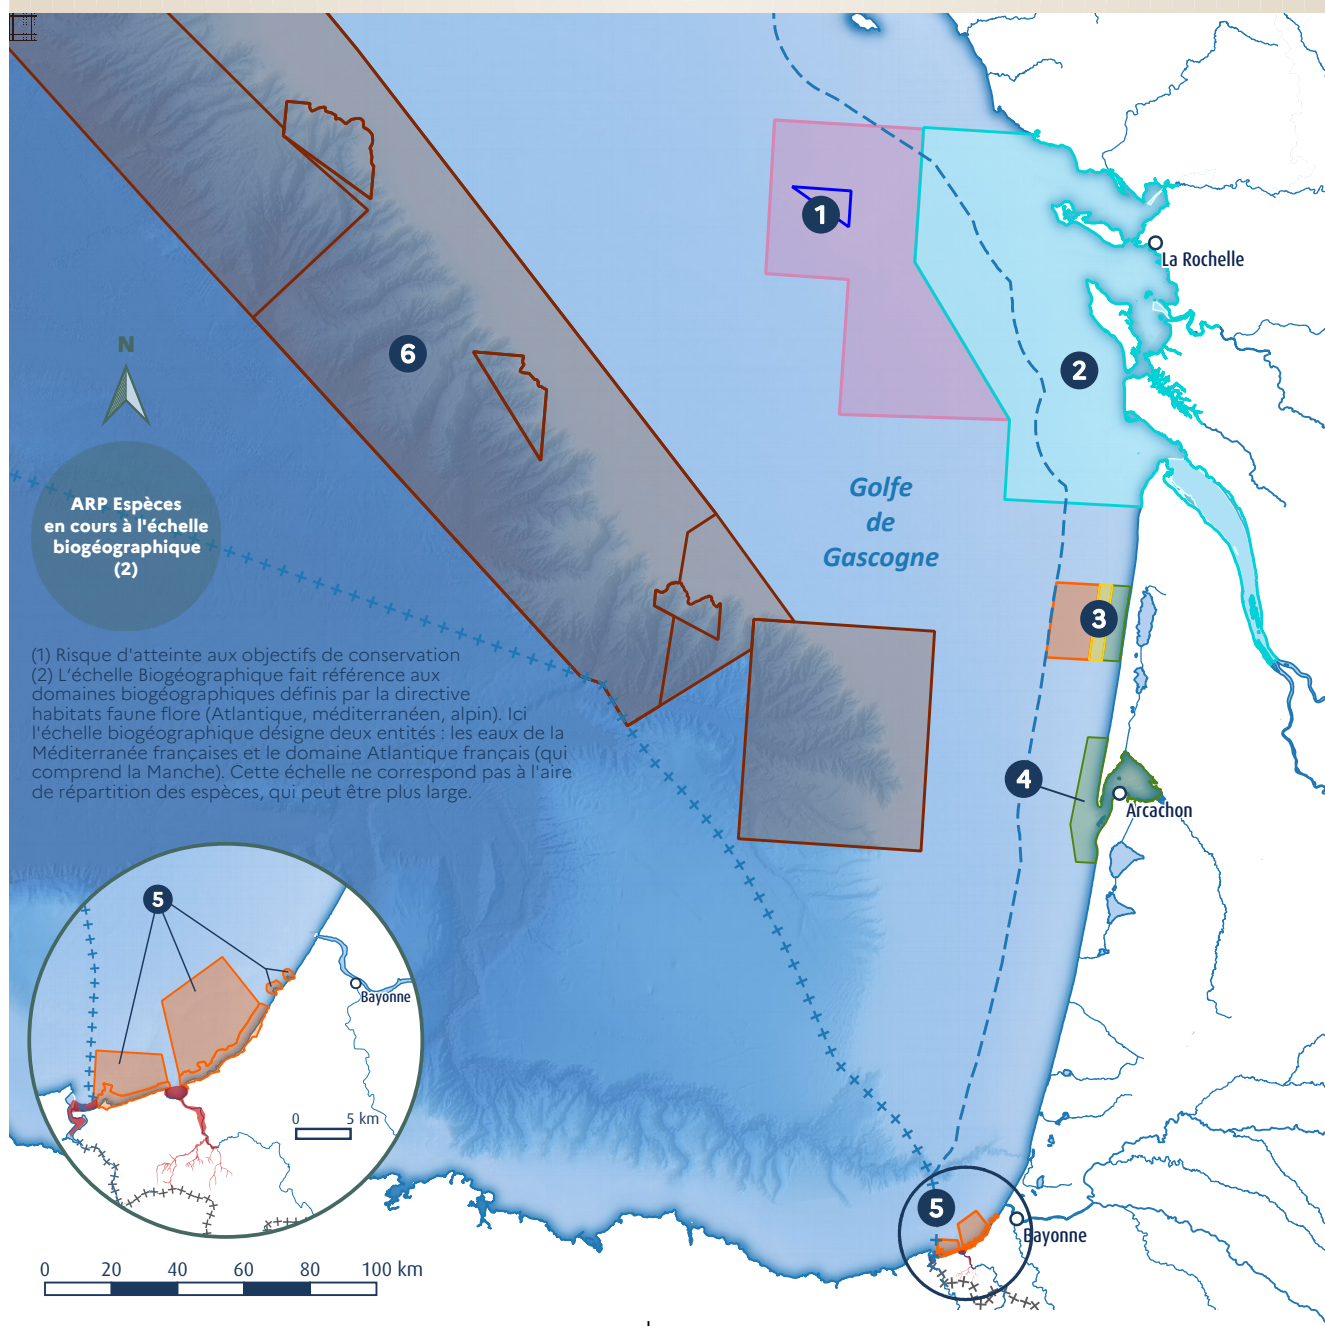 1
La Rochelle
N
6
2
ARP Espèces
en cours à l'échelle
biogéographique
(2)
Golfe
de
Gascogne
3
(1) Risque d'atteinte aux objectifs de conservation
(2) L'échelle Biogéographique fait référence aux
domaines biogéographiques définis par la directive
habitats faune flore (Atlantique, méditerranéen, alpin). Ici
l'échelle biogéographique désigne deux entités : les eaux de la
Méditerranée françaises et le domaine Atlantique français (qui
comprend la Manche). Cette échelle ne correspond pas à l'aire
de répartition des espèces, qui peut être plus large.
4
Arcachon
5
Bayonne
0 5 km
5
Bayonne
0 20 40 60 80 100 km